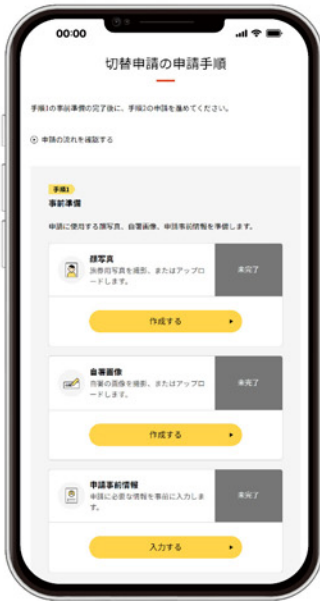 00:00
切替申請の申請手順
手順1の事前準備の完了後に、手順2の申請を進めてください。
申請の流れを確認する
手順1
事前準備
申請に使用する顔写真、自署画像、申請事前情報を準備します。
顔写真
旅券用写真を撮影、またはアップロ
ードします。
未完了
作成する
自署画像
自筆の画像を撮影、またはアップロ
ードします。
未完了
作成する
申請事前情報
申請に必要な情報を事前に入力しま
す。
未完了
入力する